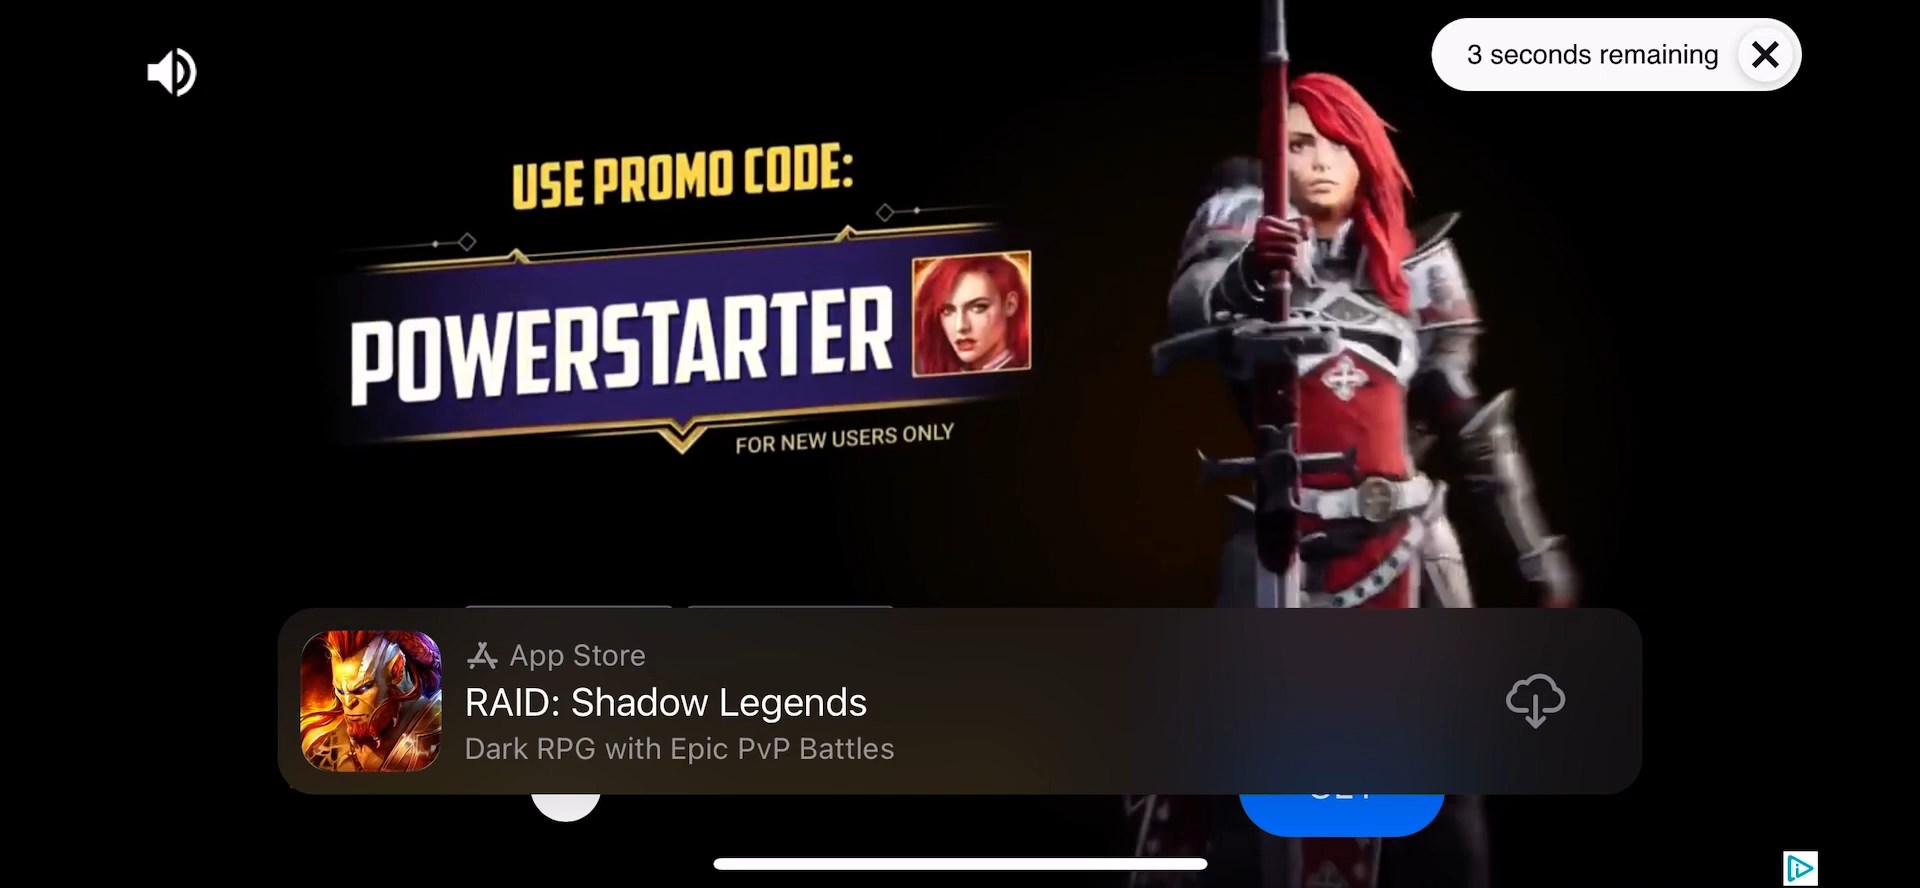 3 seconds remaining
USE PROMO CODE:
POWERSTARTER
FOR NEW USERS ONLY
App Store
RAID: Shadow Legends
Dark RPG with Epic PvP Battles